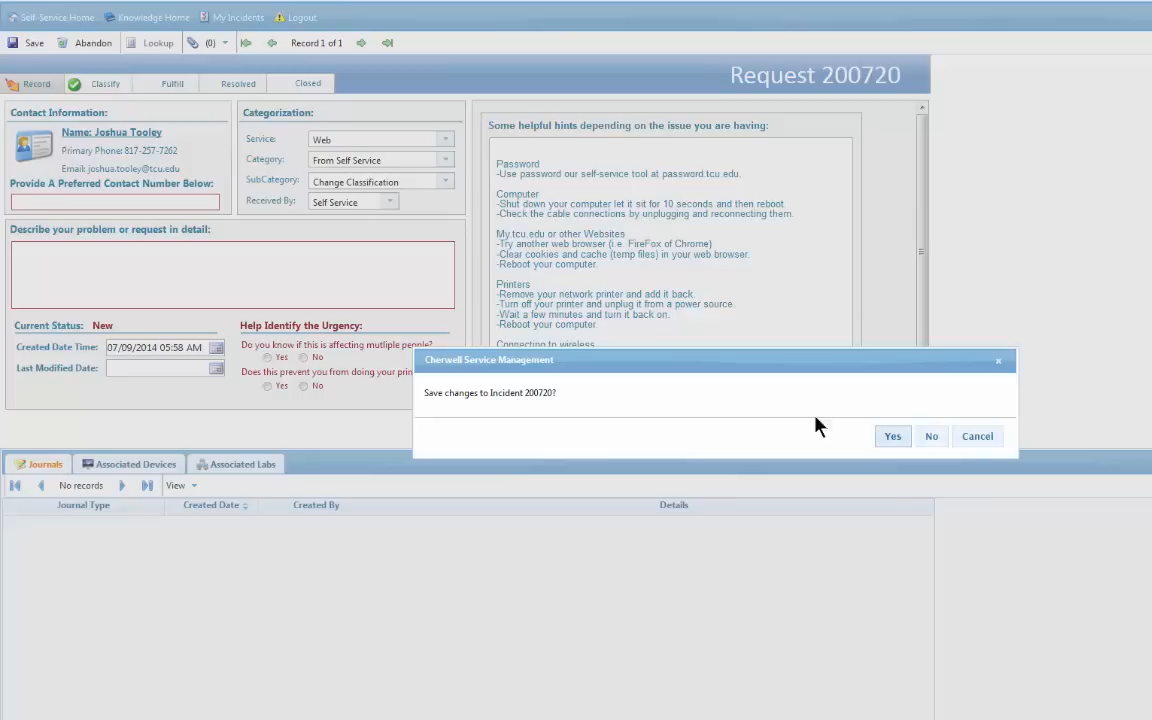 Self-Service Home Knowledge Home My Incidents Logout
Save Abandon Lookup (0) Record 1 of 1
Record Classify Fulfill Resolved Closed
Request 200720
Contact Information:
Name: Joshua Tooley
Primary Phone: 817-257-7262
Email: joshua.tooley@tcu.edu
Provide A Preferred Contact Number Below:
Categorization:
Service: Web
Category: From Self Service
SubCategory: Change Classification
Received By: Self Service
Describe your problem or request in detail:
Current Status: New
Created Date Time: 07/09/2014 05:58 AM
Last Modified Date:
Help Identify the Urgency:
Do you know if this is affecting mutliple people?
Yes No
Does this prevent you from doing your prin
Yes No
Some helpful hints depending on the issue you are having:
Password
-Use password our self-service tool at password.tcu.edu.
Computer
-Shut down your computer let it sit for 10 seconds and then reboot.
-Check the cable connections by unplugging and reconnecting them.
My.tcu.edu or other Websites
-Try another web browser (i.e. FireFox of Chrome)
-Clear cookies and cache (temp files) in your web browser.
-Reboot your computer.
Printers
-Remove your network printer and add it back.
-Turn off your printer and unplug it from a power source.
-Wait a few minutes and turn it back on.
-Reboot your computer.
Connecting to wireless
Cherwell Service Management
Save changes to Incident 200720?
Yes No Cancel
Journals Associated Devices Associated Labs
No records View
Journal Type Created Date Created By Details